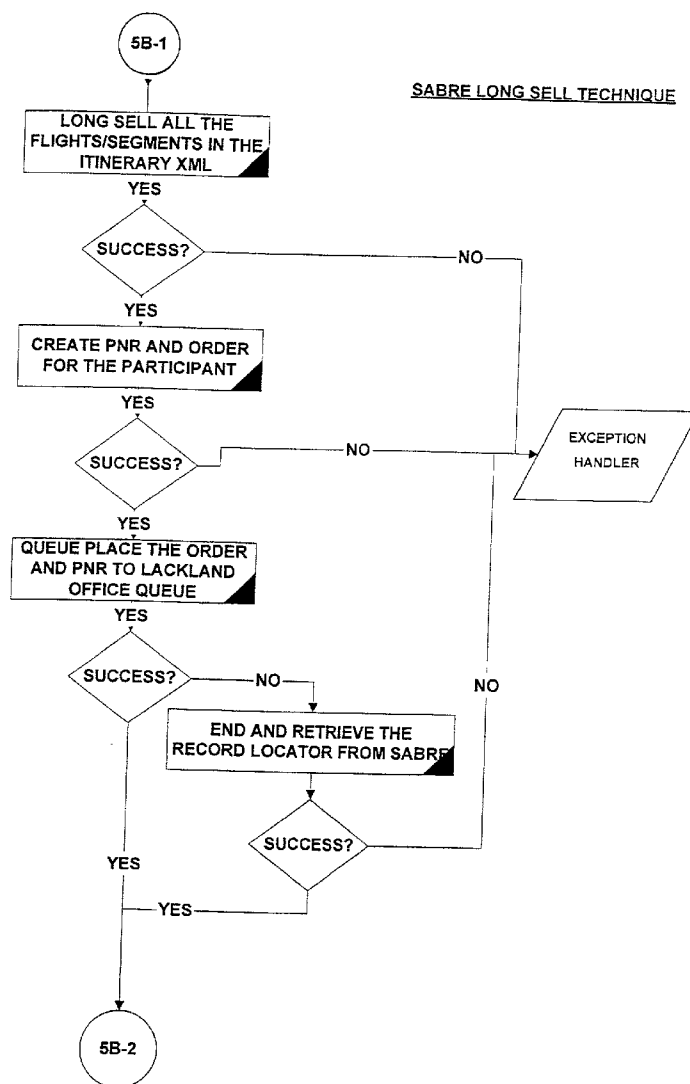 5B-1
SABRE LONG SELL TECHNIQUE
LONG SELL ALL THE
FLIGHTS/SEGMENTS IN THE
ITINERARY XML
YES
SUCCESS?
NO
YES
CREATE PNR AND ORDER
FOR THE PARTICIPANT
YES
SUCCESS?
NO
EXCEPTION
HANDLER
YES
QUEUE PLACE THE ORDER
AND PNR TO LACKLAND
OFFICE QUEUE
YES
SUCCESS?
NO
NO
END AND RETRIEVE THE
RECORD LOCATOR FROM SABRE
SUCCESS?
YES
YES
5B-2